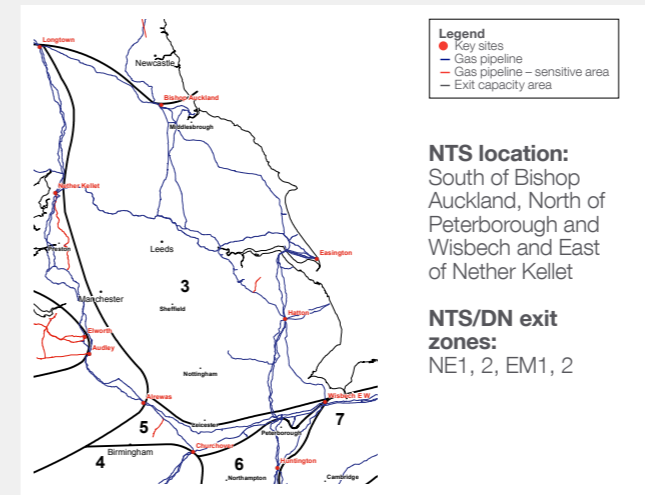 Longtown
Newcastle
Bishop Auckland
Middlesbrough
Nether Kellet
Preston
Leeds
Easington
3
Manchester
Sheffield
Hatton
Elworth
Audley
Nottingham
Alrewas
Wisbech E W
5
Leicester
7
Peterborough
Churchover
4
Birmingham
6
Huntington
Northampton
Cambridge
Legend
Key sites
Gas pipeline
Gas pipeline – sensitive area
Exit capacity area
NTS location:
South of Bishop
Auckland, North of
Peterborough and
Wisbech and East
of Nether Kellet
NTS/DN exit
zones:
NE1, 2, EM1, 2